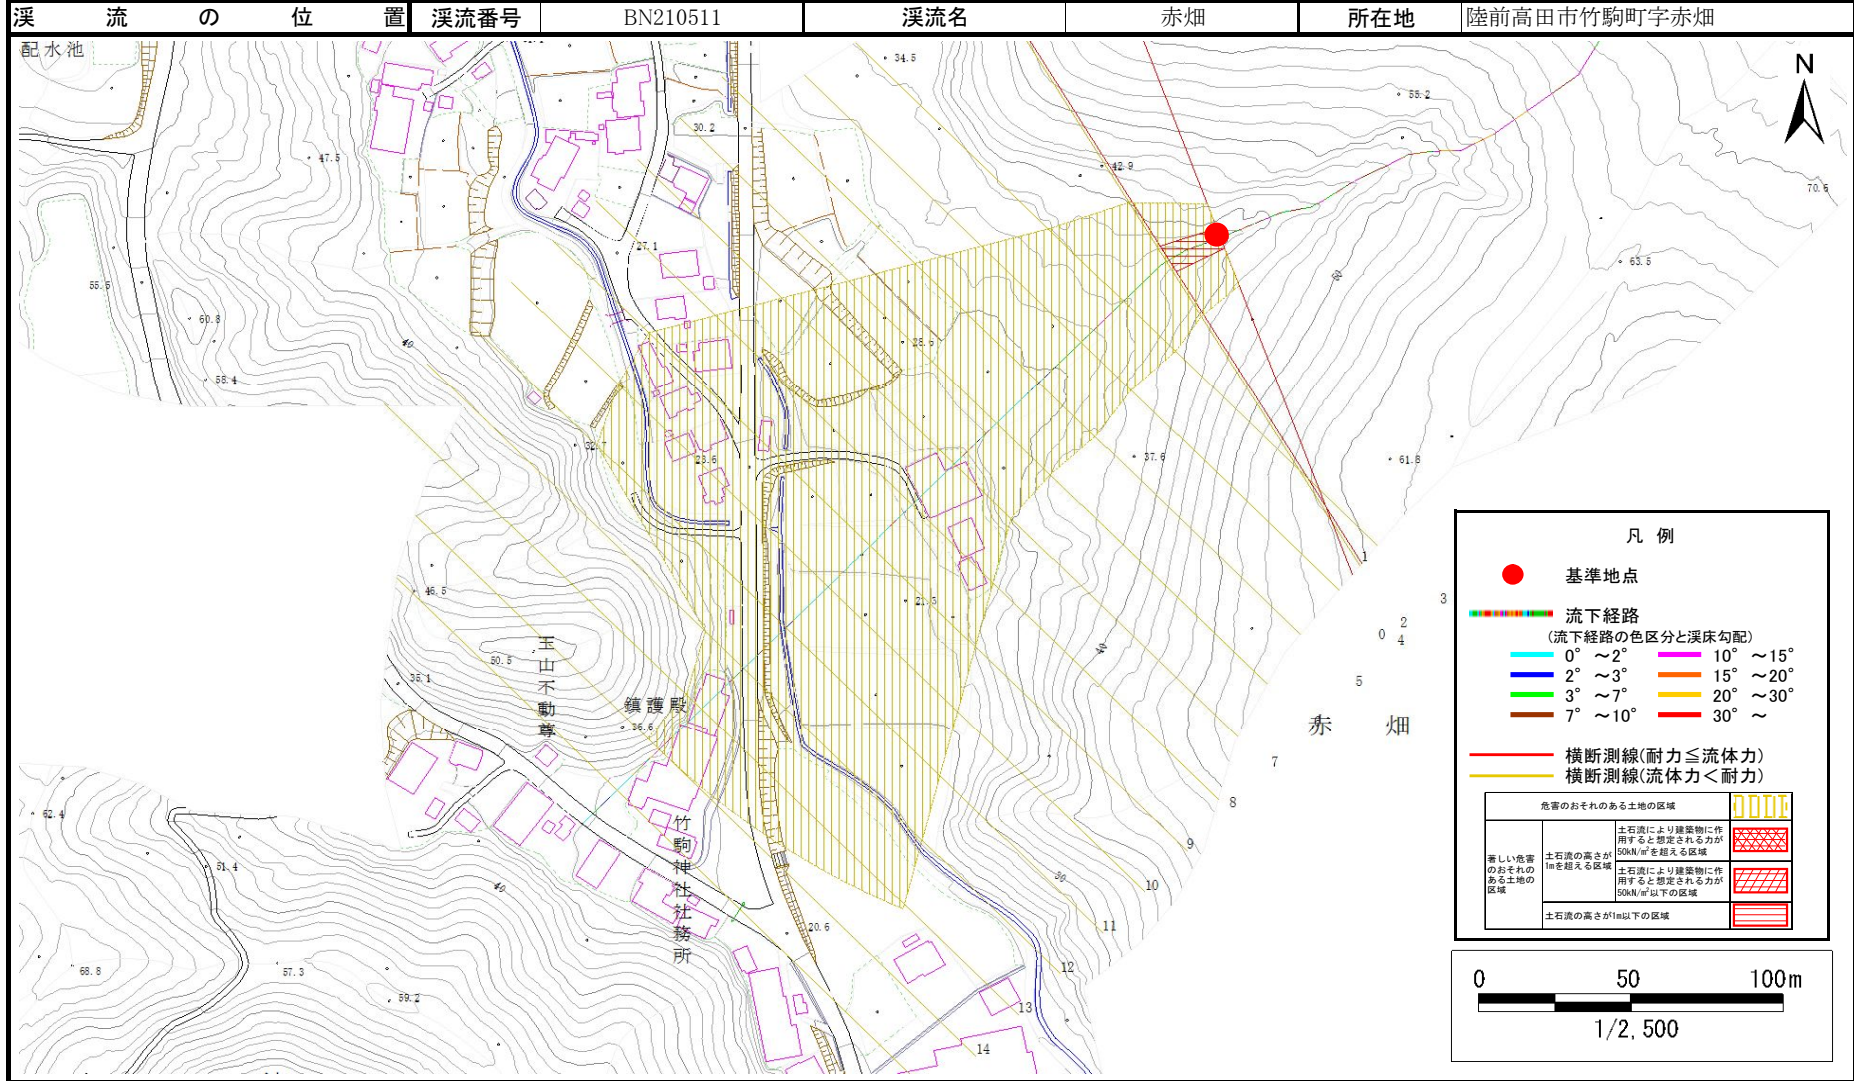 渓流の位置 渓流番号 BN210511 渓流名 赤畑 所在地 陸前高田市竹駒町字赤畑
配水池
N
34.5
55.2
30.2
47.5
42.9
70.6
27.1
63.5
55.5
60.8
40
28.5
58.4
32.7
23.6
37.6
61.8
46.5
21.5
50.5
35.1
40
玉山不動尊
鎮護殿
36.6
赤畑
62.4
51.4
40
30
竹駒神社社務所
20.6
68.8
57.3
59.2
1
3
2
0 4
5
7
8
9
10
11
12
13
14
凡 例
基準地点
流下経路
(流下経路の色区分と渓床勾配)
0° ～2° 10° ～15°
2° ～3° 15° ～20°
3° ～7° 20° ～30°
7° ～10° 30° ～
横断測線(耐力≦流体力)
横断測線(流体力＜耐力)
危害のおそれのある土地の区域
著しい危害
のおそれの
ある土地の
区域
土石流の高さが
1mを超える区域
土石流により建築物に作
用すると想定される力が
50kN/㎡を超える区域
土石流により建築物に作
用すると想定される力が
50kN/㎡以下の区域
土石流の高さが1m以下の区域
0 50 100m
1/2,500